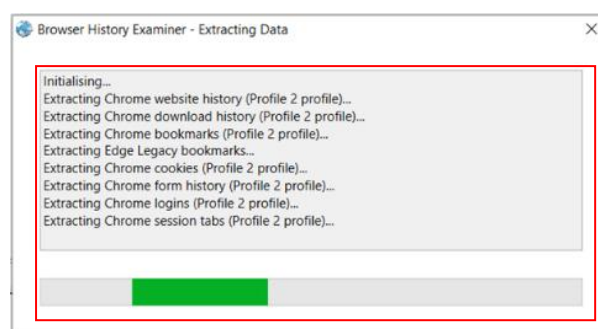 Browser History Examiner - Extracting Data
Initialising...
Extracting Chrome website history (Profile 2 profile)...
Extracting Chrome download history (Profile 2 profile)...
Extracting Chrome bookmarks (Profile 2 profile)...
Extracting Edge Legacy bookmarks...
Extracting Chrome cookies (Profile 2 profile)...
Extracting Chrome form history (Profile 2 profile)...
Extracting Chrome logins (Profile 2 profile)...
Extracting Chrome session tabs (Profile 2 profile)...